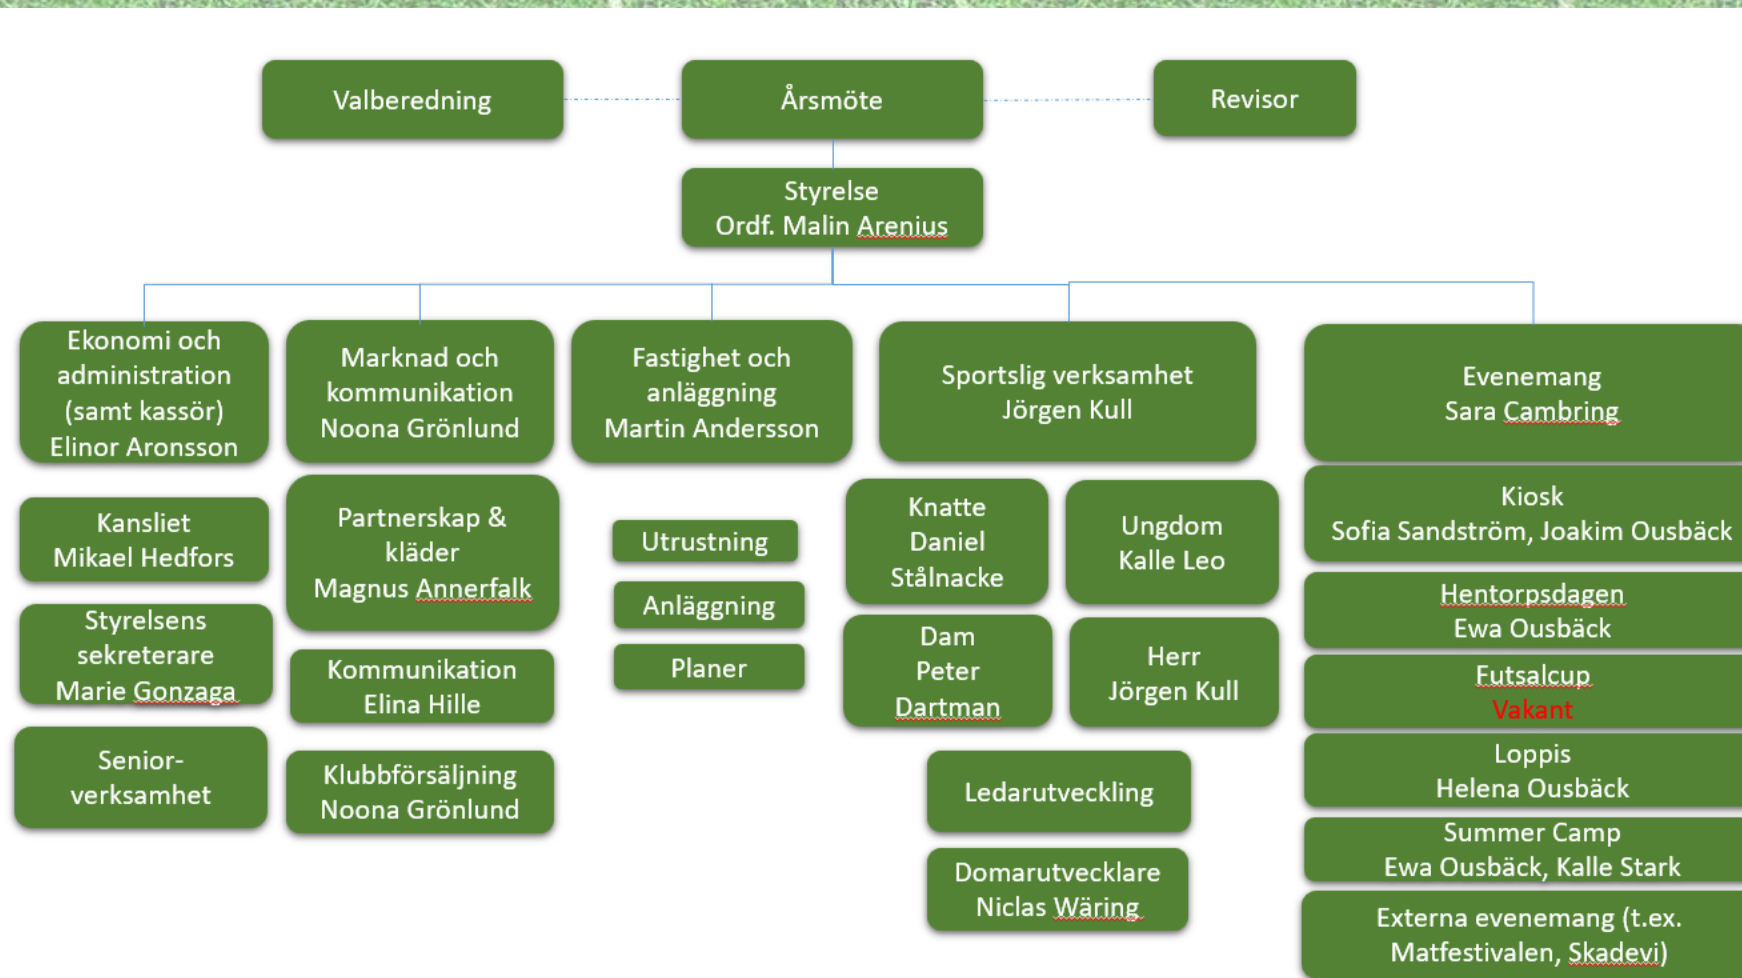 Valberedning
Årsmöte
Revisor
Styrelse
Ordf. Malin Arenius
Ekonomi och
administration
(samt kassör)
Elinor Aronsson
Marknad och
kommunikation
Noona Grönlund
Fastighet och
anläggning
Martin Andersson
Sportslig verksamhet
Jörgen Kull
Evenemang
Sara Cambring
Kansliet
Mikael Hedfors
Styrelsens
sekreterare
Marie Gonzaga
Senior-
verksamhet
Partnerskap &
kläder
Magnus Annerfalk
Kommunikation
Elina Hille
Klubbförsäljning
Noona Grönlund
Utrustning
Anläggning
Planer
Knatte
Daniel
Stålnacke
Ungdom
Kalle Leo
Dam
Peter
Dartman
Herr
Jörgen Kull
Ledarutveckling
Domarutvecklare
Niclas Wäring
Kiosk
Sofia Sandström, Joakim Ousbäck
Hentorpsdagen
Ewa Ousbäck
Futsalcup
Vakant
Loppis
Helena Ousbäck
Summer Camp
Ewa Ousbäck, Kalle Stark
Externa evenemang (t.ex.
Matfestivalen, Skadevi)